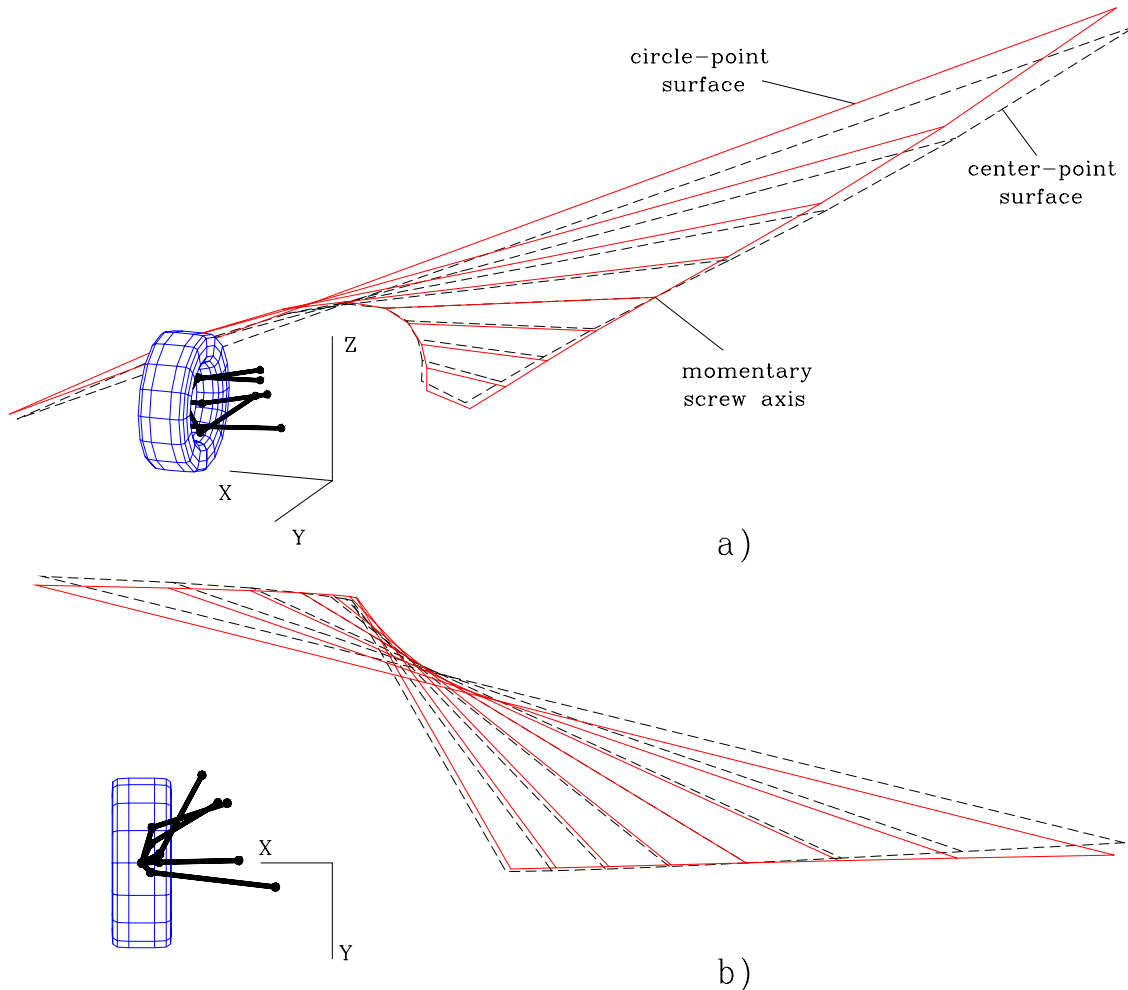 circle-point
surface
center-point
surface
Z
momentary
screw axis
X
Y
a)
X
Y
b)